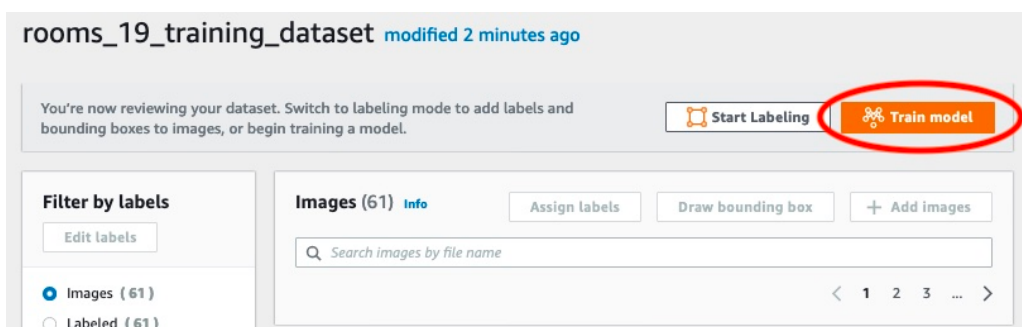 rooms_19_training_dataset modified 2 minutes ago
You're now reviewing your dataset. Switch to labeling mode to add labels and
bounding boxes to images, or begin training a model.
Start Labeling
Train model
Filter by labels
Edit labels
Images (61)
Labeled (61)
Images (61) Info
Assign labels
Draw bounding box
+ Add images
Search images by file name
< 1 2 3 ... >